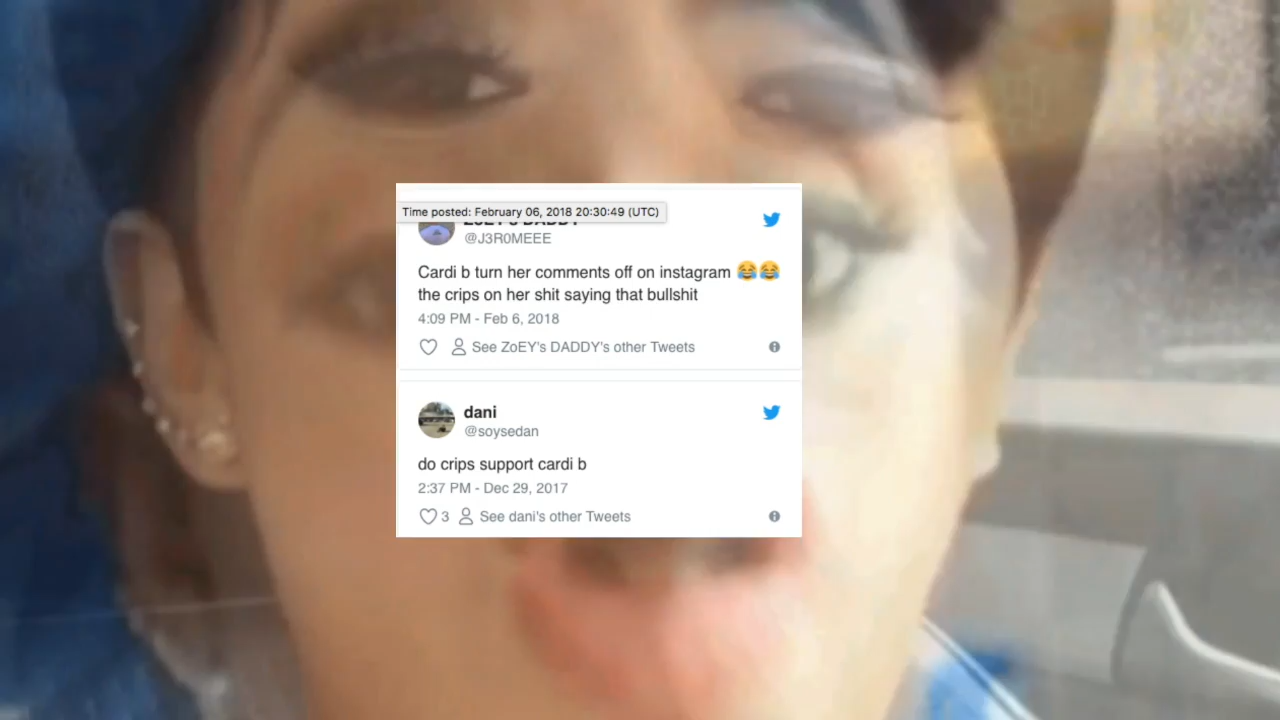 Time posted: February 06, 2018 20:30:49 (UTC)
ZoEY's DADDY
@J3R0MEEE
Cardi b turn her comments off on instagram 😂😂
the crips on her shit saying that bullshit
4:09 PM - Feb 6, 2018
See ZoEY's DADDY's other Tweets
dani
@soysedan
do crips support cardi b
2:37 PM - Dec 29, 2017
3 See dani's other Tweets